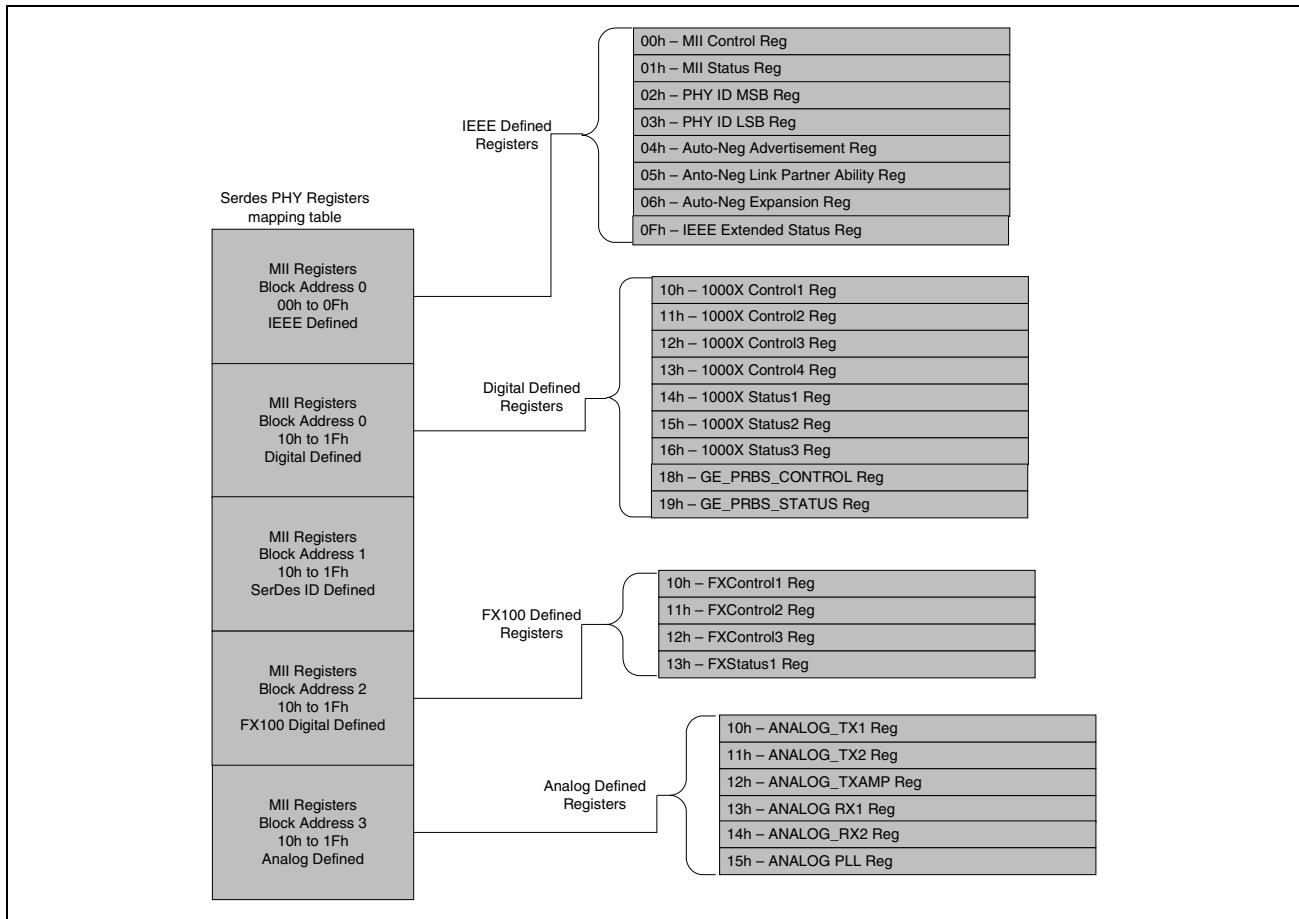 Serdes PHY Registers
mapping table
MII Registers
Block Address 0
00h to 0Fh
IEEE Defined
MII Registers
Block Address 0
10h to 1Fh
Digital Defined
MII Registers
Block Address 1
10h to 1Fh
SerDes ID Defined
MII Registers
Block Address 2
10h to 1Fh
FX100 Digital Defined
MII Registers
Block Address 3
10h to 1Fh
Analog Defined
IEEE Defined
Registers
00h – MII Control Reg
01h – MII Status Reg
02h – PHY ID MSB Reg
03h – PHY ID LSB Reg
04h – Auto-Neg Advertisement Reg
05h – Anto-Neg Link Partner Ability Reg
06h – Auto-Neg Expansion Reg
0Fh – IEEE Extended Status Reg
Digital Defined
Registers
10h – 1000X Control1 Reg
11h – 1000X Control2 Reg
12h – 1000X Control3 Reg
13h – 1000X Control4 Reg
14h – 1000X Status1 Reg
15h – 1000X Status2 Reg
16h – 1000X Status3 Reg
18h – GE_PRBS_CONTROL Reg
19h – GE_PRBS_STATUS Reg
FX100 Defined
Registers
10h – FXControl1 Reg
11h – FXControl2 Reg
12h – FXControl3 Reg
13h – FXStatus1 Reg
Analog Defined
Registers
10h – ANALOG_TX1 Reg
11h – ANALOG_TX2 Reg
12h – ANALOG_TXAMP Reg
13h – ANALOG RX1 Reg
14h – ANALOG_RX2 Reg
15h – ANALOG PLL Reg